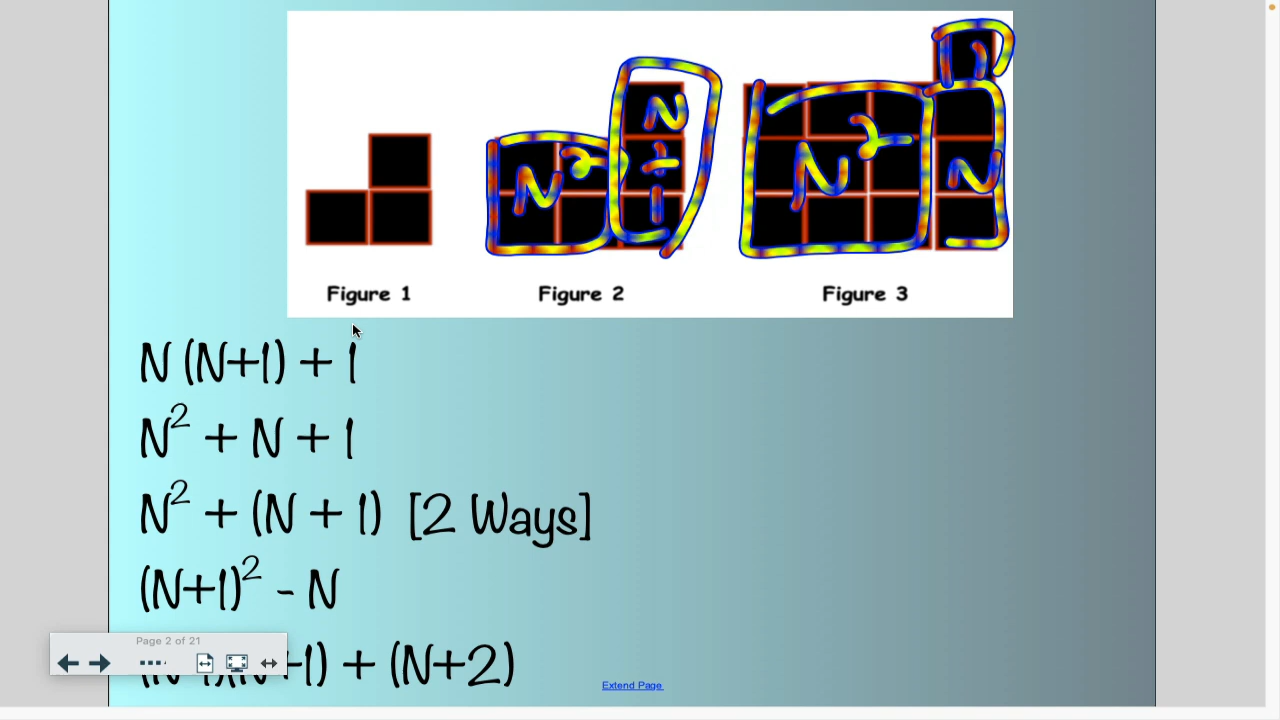 N
N
+
1
N²
1
N²
N
Figure 1
Figure 2
Figure 3
N (N+1) + 1
N² + N + 1
N² + (N + 1) [2 Ways]
(N+1)² - N
Page 2 of 21
1) + (N+2)
Extend Page